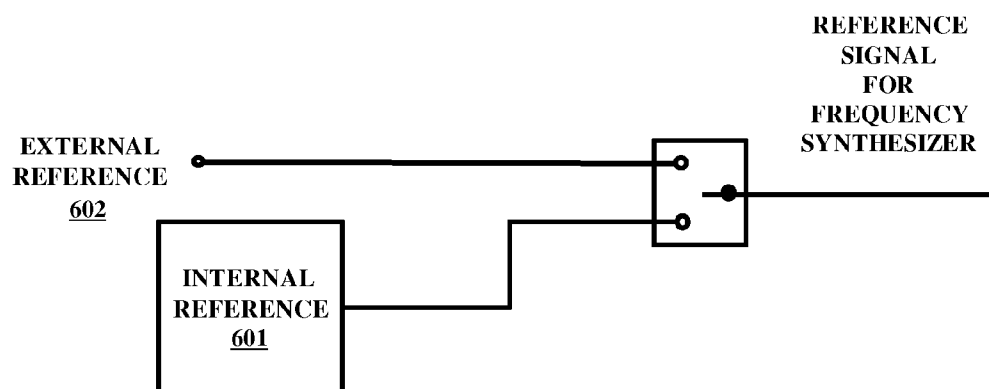 REFERENCE
SIGNAL
FOR
FREQUENCY
SYNTHESIZER
EXTERNAL
REFERENCE
602
INTERNAL
REFERENCE
601